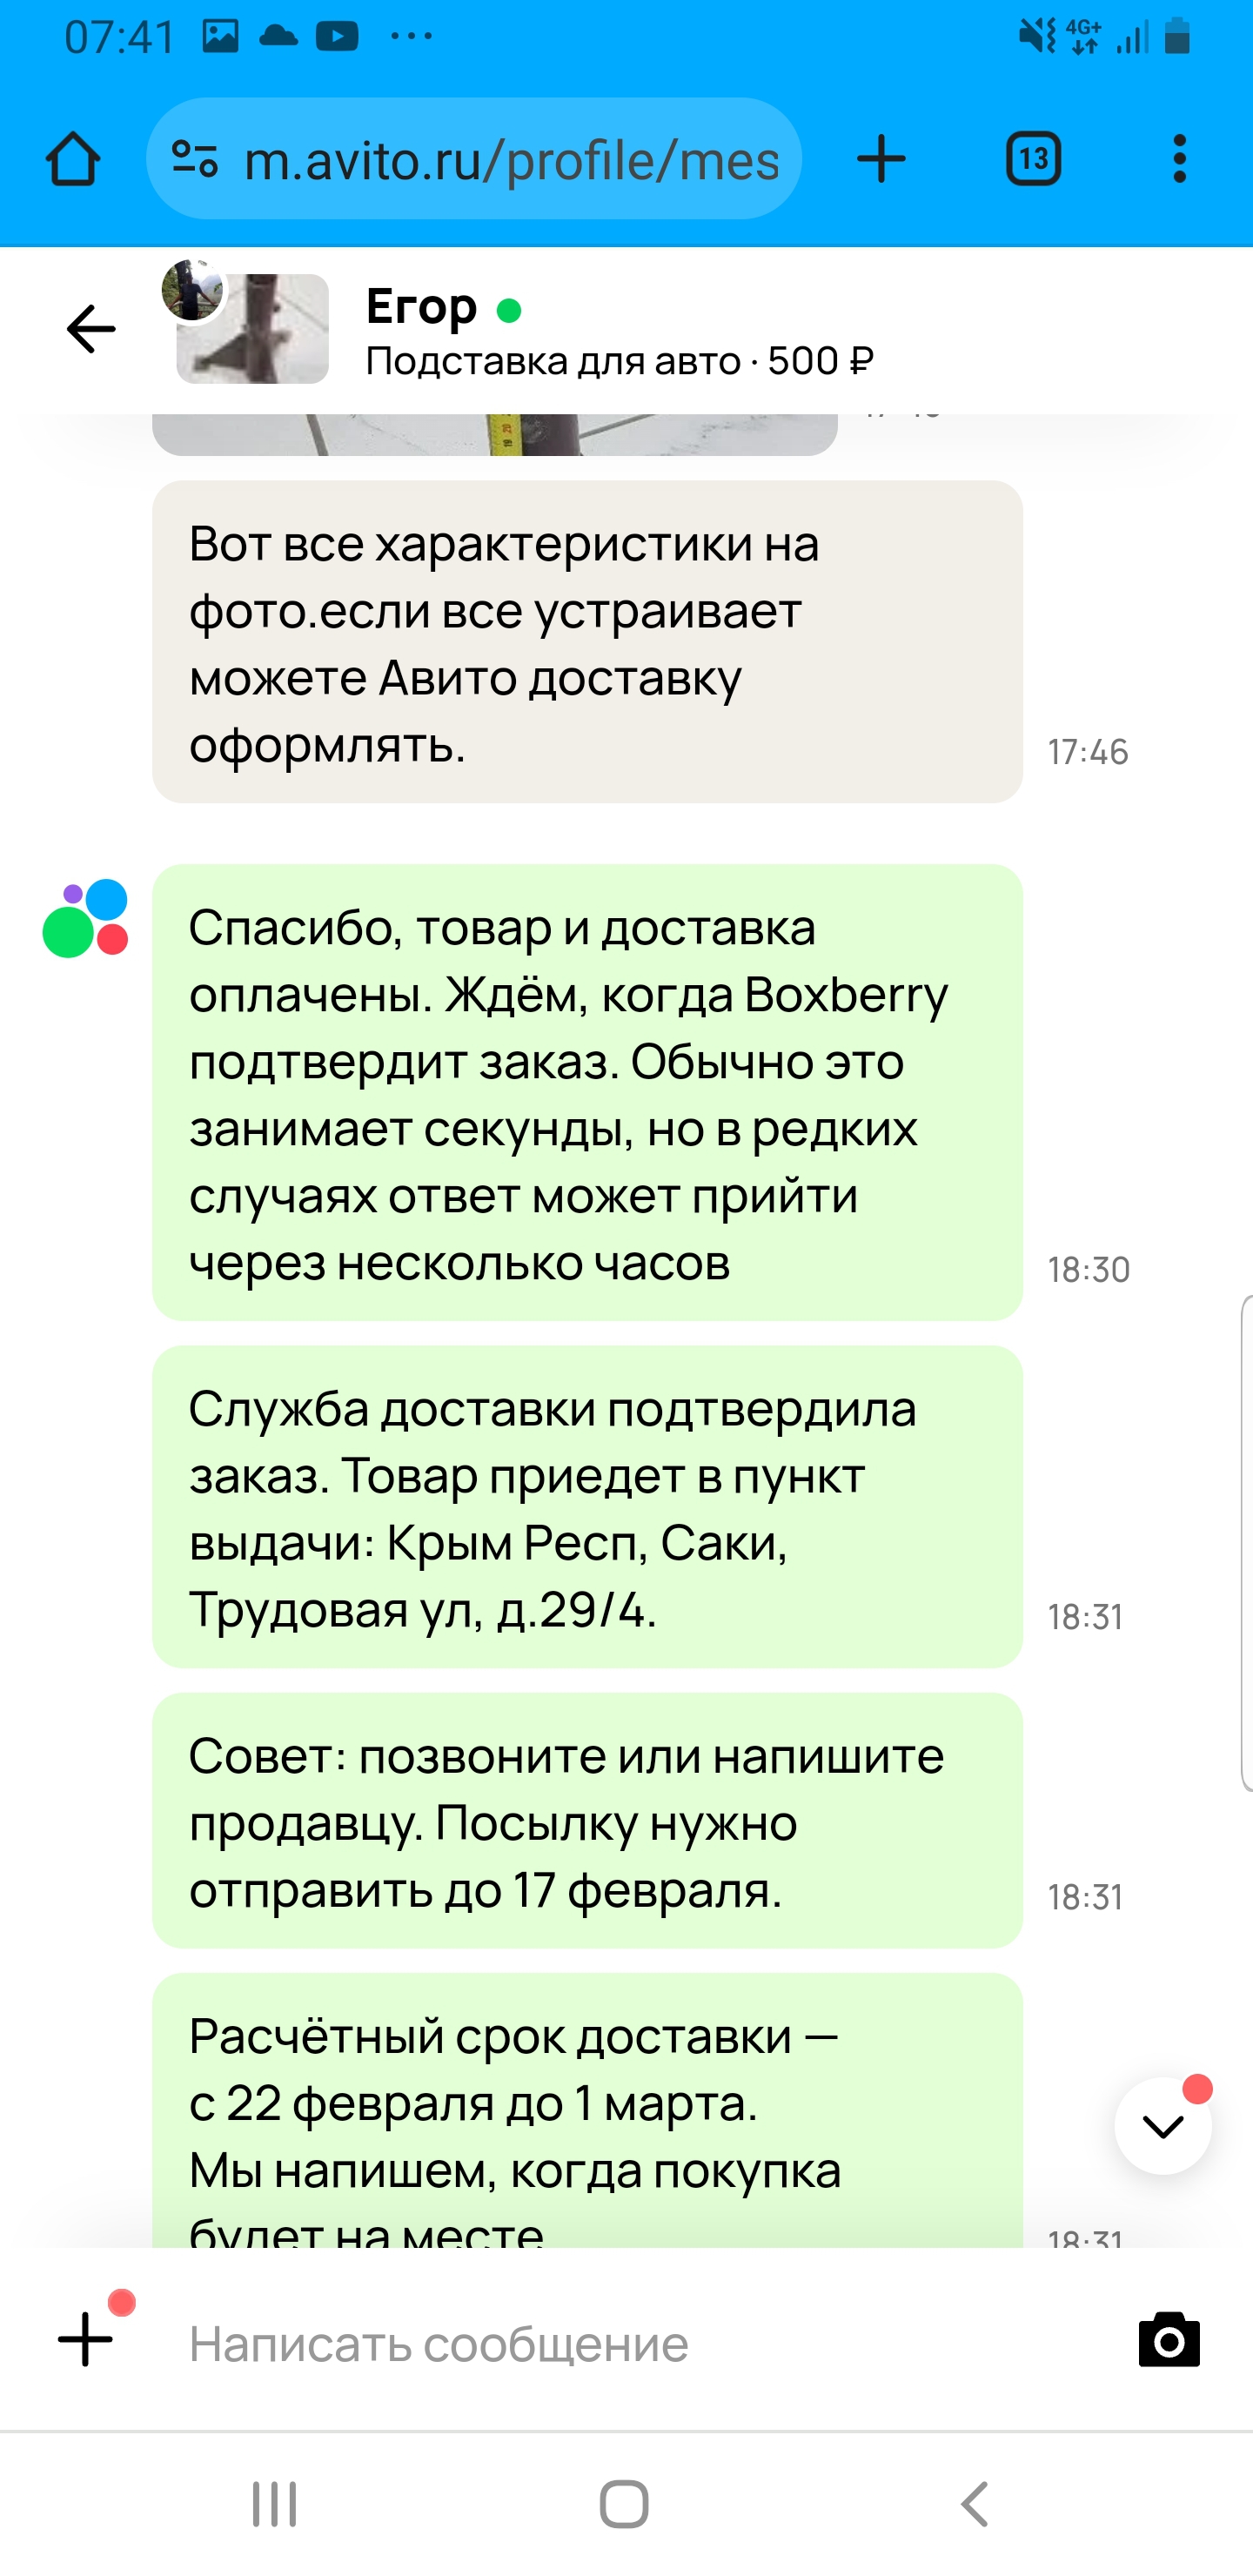 07:41
4G+
m.avito.ru/profile/mes
13
Егор
Подставка для авто · 500 ₽
Вот все характеристики на
фото.если все устраивает
можете Авито доставку
оформлять.
17:46
Спасибо, товар и доставка
оплачены. Ждём, когда Boxberry
подтвердит заказ. Обычно это
занимает секунды, но в редких
случаях ответ может прийти
через несколько часов
18:30
Служба доставки подтвердила
заказ. Товар приедет в пункт
выдачи: Крым Респ, Саки,
Трудовая ул, д.29/4.
18:31
Совет: позвоните или напишите
продавцу. Посылку нужно
отправить до 17 февраля.
18:31
Расчётный срок доставки —
с 22 февраля до 1 марта.
Мы напишем, когда покупка
будет на месте
18:31
Написать сообщение